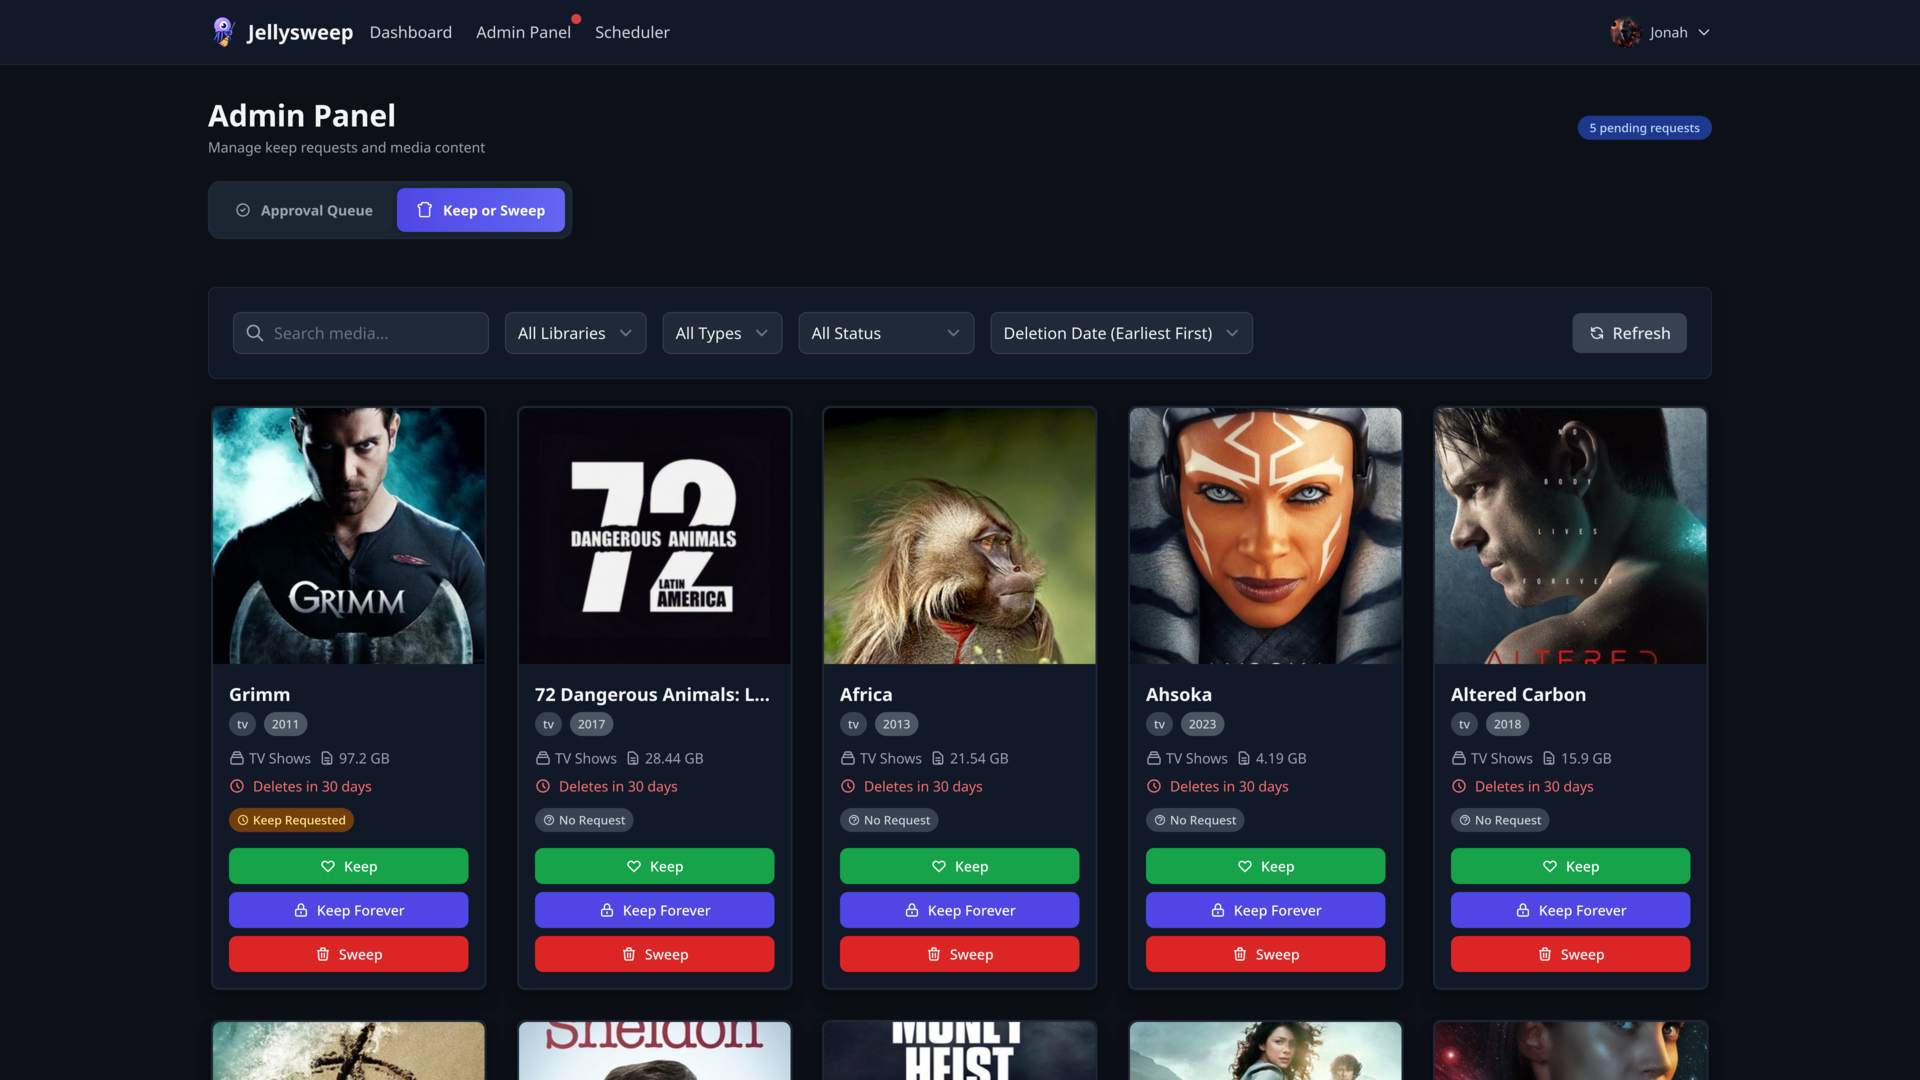 Jellysweep
Dashboard
Admin Panel
Scheduler
Jonah
Admin Panel
Manage keep requests and media content
5 pending requests
Approval Queue
Keep or Sweep
Search media...
All Libraries
All Types
All Status
Deletion Date (Earliest First)
Refresh
GRIMM
Grimm
tv 2011
TV Shows 97.2 GB
Deletes in 30 days
Keep Requested
Keep
Keep Forever
Sweep
72
DANGEROUS ANIMALS
LATIN
AMERICA
72 Dangerous Animals: L...
tv 2017
TV Shows 28.44 GB
Deletes in 30 days
No Request
Keep
Keep Forever
Sweep
Africa
tv 2013
TV Shows 21.54 GB
Deletes in 30 days
No Request
Keep
Keep Forever
Sweep
Ahsoka
tv 2023
TV Shows 4.19 GB
Deletes in 30 days
No Request
Keep
Keep Forever
Sweep
NO
BODY
LIVES
FOREVER
ALTERED
Altered Carbon
tv 2018
TV Shows 15.9 GB
Deletes in 30 days
No Request
Keep
Keep Forever
Sweep
Sheldon
MONEY
HEIST